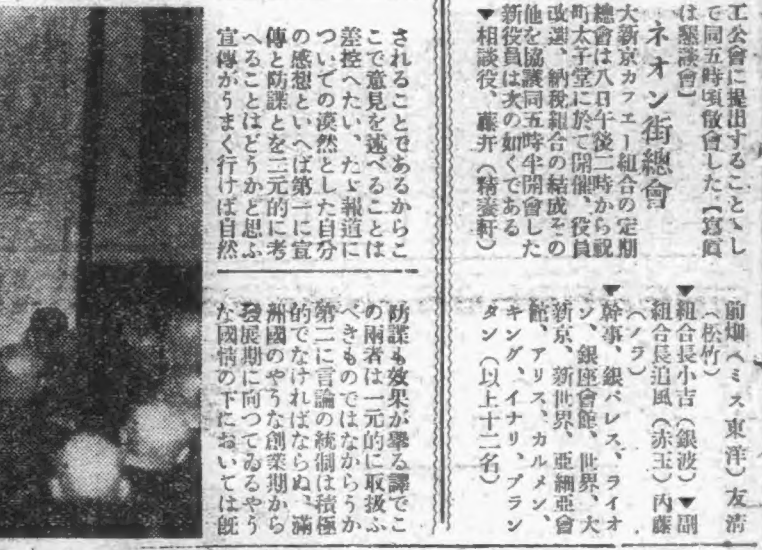 工公會に提出することゝし
で同五時頃散會した【寫眞
は懇談會】
ネオン街總會
大新京カフエー組合の定期
總會は八日午後二時から祝
町太子堂に於て開催、役員
改選、納稅組合の結成その
他を協議同五時半開會した
新役員は次の如くである
▼相談役、藤井（精養軒）
前畑（ミス東洋）友淸
（松竹）
▼組合長小吉（銀波）▼副
組合長追風（赤玉）內藤
（ノラ）
▼幹事、銀パレス、ライオ
ン、銀座會館、世界、大
新京、新世界、亞細亞會
館、アリス、カルメン、
キング、イナリ、ブラン
タン（以上十二名）
されることであるからこ
こで意見を述べることは
差控へたい、たゞ報道に
ついての漠然とした自分
の感想といへば第一に宣
傳と防諜とを二元的に考
へることはどうかと思ふ
宣傳がうまく行けば自然
防諜も效果が擧る譯でこ
の兩者は一元的に取扱ふ
べきものではなからうか
第二に言論の統制は積極
的でなければならぬ、滿
洲國のやうな創業期から
發展期に向つてゐるやう
な國情の下においては旣